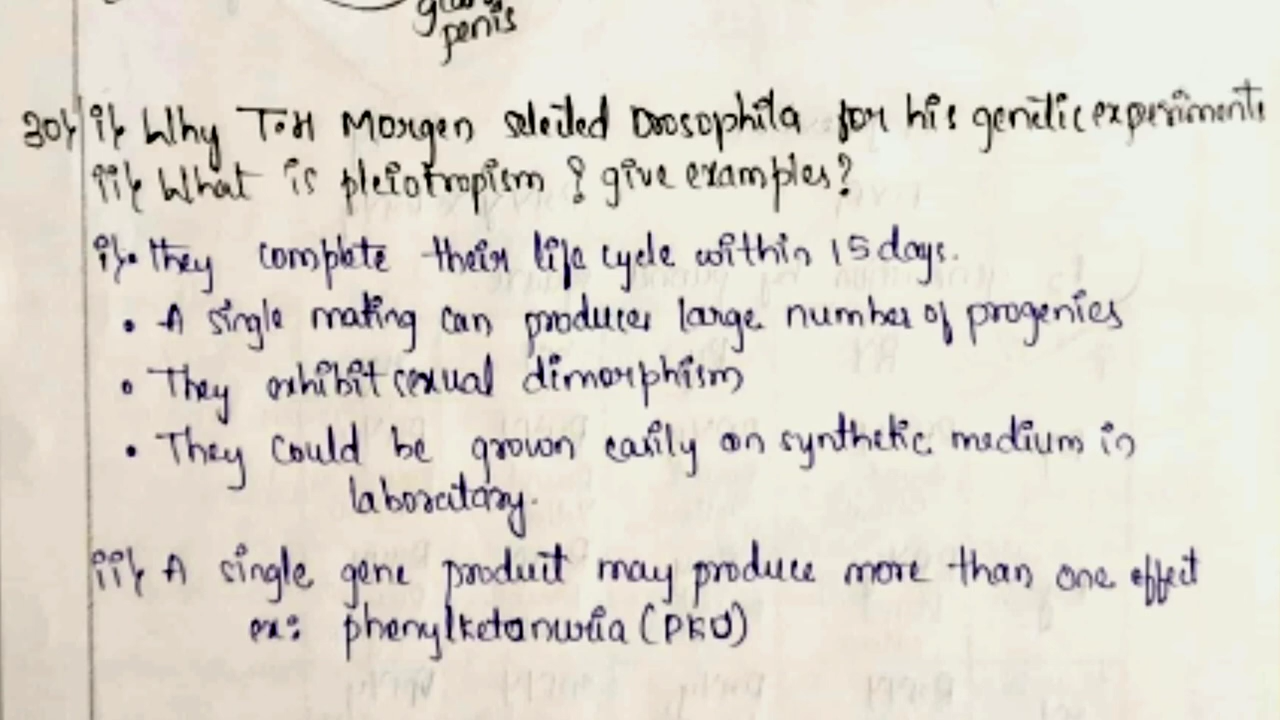 glans
penis
30) i) Why T.H Morgen selected Drosophila for his genetic experiments
ii) What is pleiotropism & give examples?
i) • They complete their life cycle within 15 days.
• A single mating can produces large number of progenies
• They exhibit sexual dimorphism
• They could be grown easily on synthetic medium in
laboratary.
ii) A single gene product may produce more than one effect
ex: phenylketonuria (PKU)